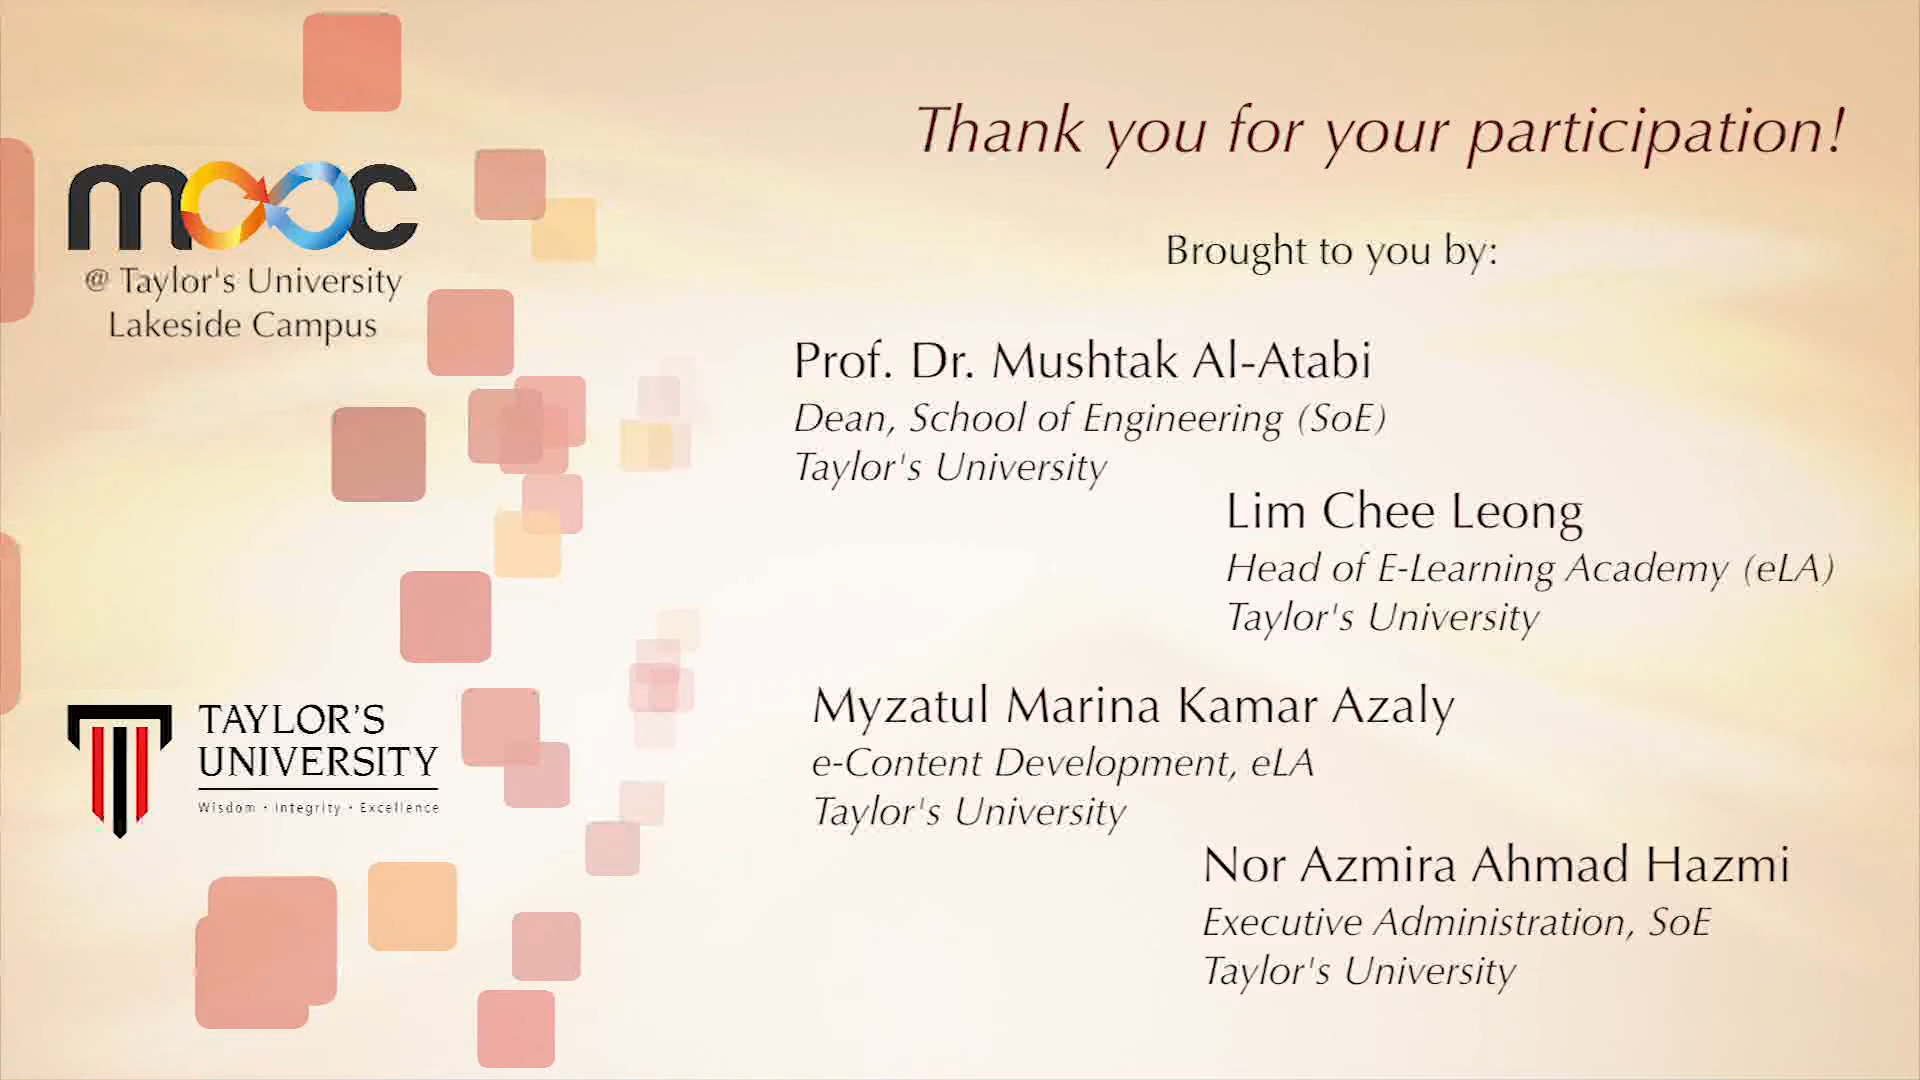 Thank you for your participation!
mooc
@ Taylor's University
Lakeside Campus
Brought to you by:
Prof. Dr. Mushtak Al-Atabi
Dean, School of Engineering (SoE)
Taylor's University
Lim Chee Leong
Head of E-Learning Academy (eLA)
Taylor's University
Myzatul Marina Kamar Azaly
e-Content Development, eLA
Taylor's University
Nor Azmira Ahmad Hazmi
Executive Administration, SoE
Taylor's University
TAYLOR'S
UNIVERSITY
Wisdom · Integrity · Excellence